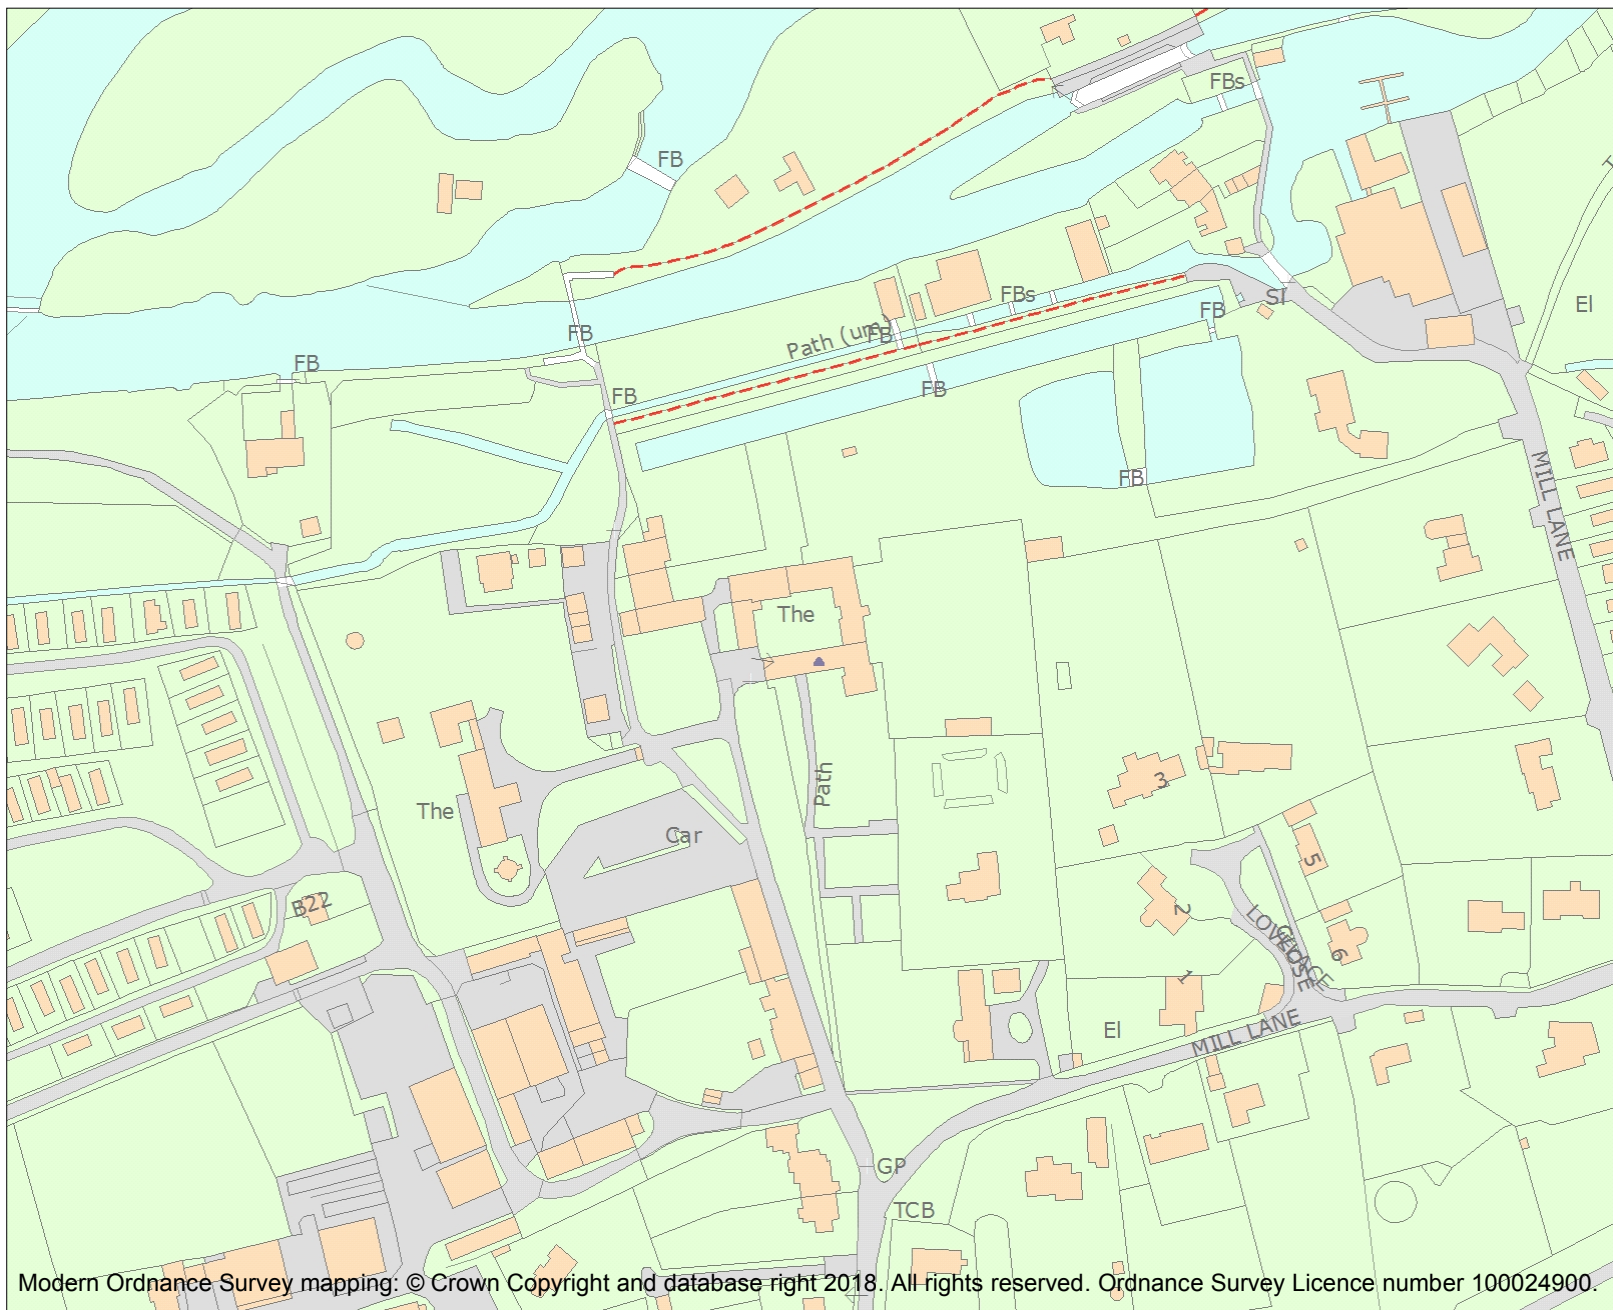 FBs
FB
FB
FBs
SI
El
Path (um)
FB
FB
FB
FB
FB
FB
FB
MILL LANE
The
Path
3
The
Car
5
2
B22
LOVELACE
CLOSE
6
1
El
MILL LANE
GP
TCB
Modern Ordnance Survey mapping: © Crown Copyright and database right 2018. All rights reserved. Ordnance Survey Licence number 100024900.